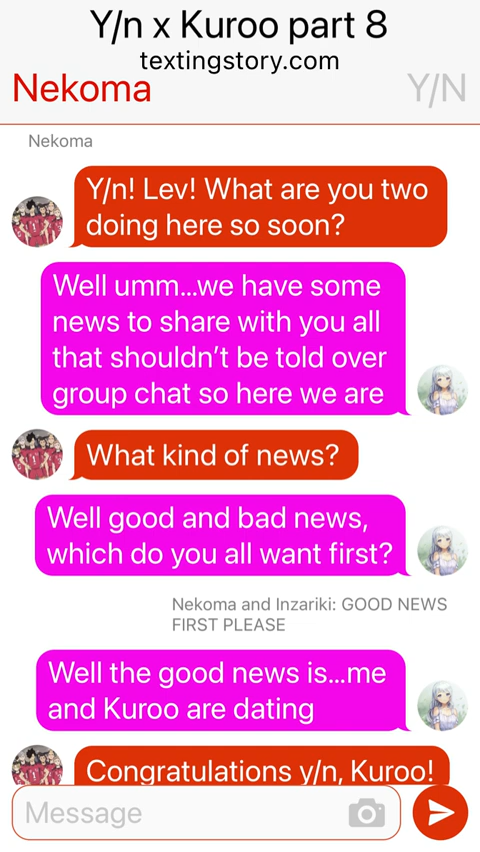 Y/n x Kuroo part 8
textingstory.com
Nekoma
Y/N
Nekoma
Y/n! Lev! What are you two
doing here so soon?
Well umm...we have some
news to share with you all
that shouldn't be told over
group chat so here we are
What kind of news?
Well good and bad news,
which do you all want first?
Nekoma and Inzariki: GOOD NEWS
FIRST PLEASE
Well the good news is...me
and Kuroo are dating
Congratulations y/n, Kuroo!
Message